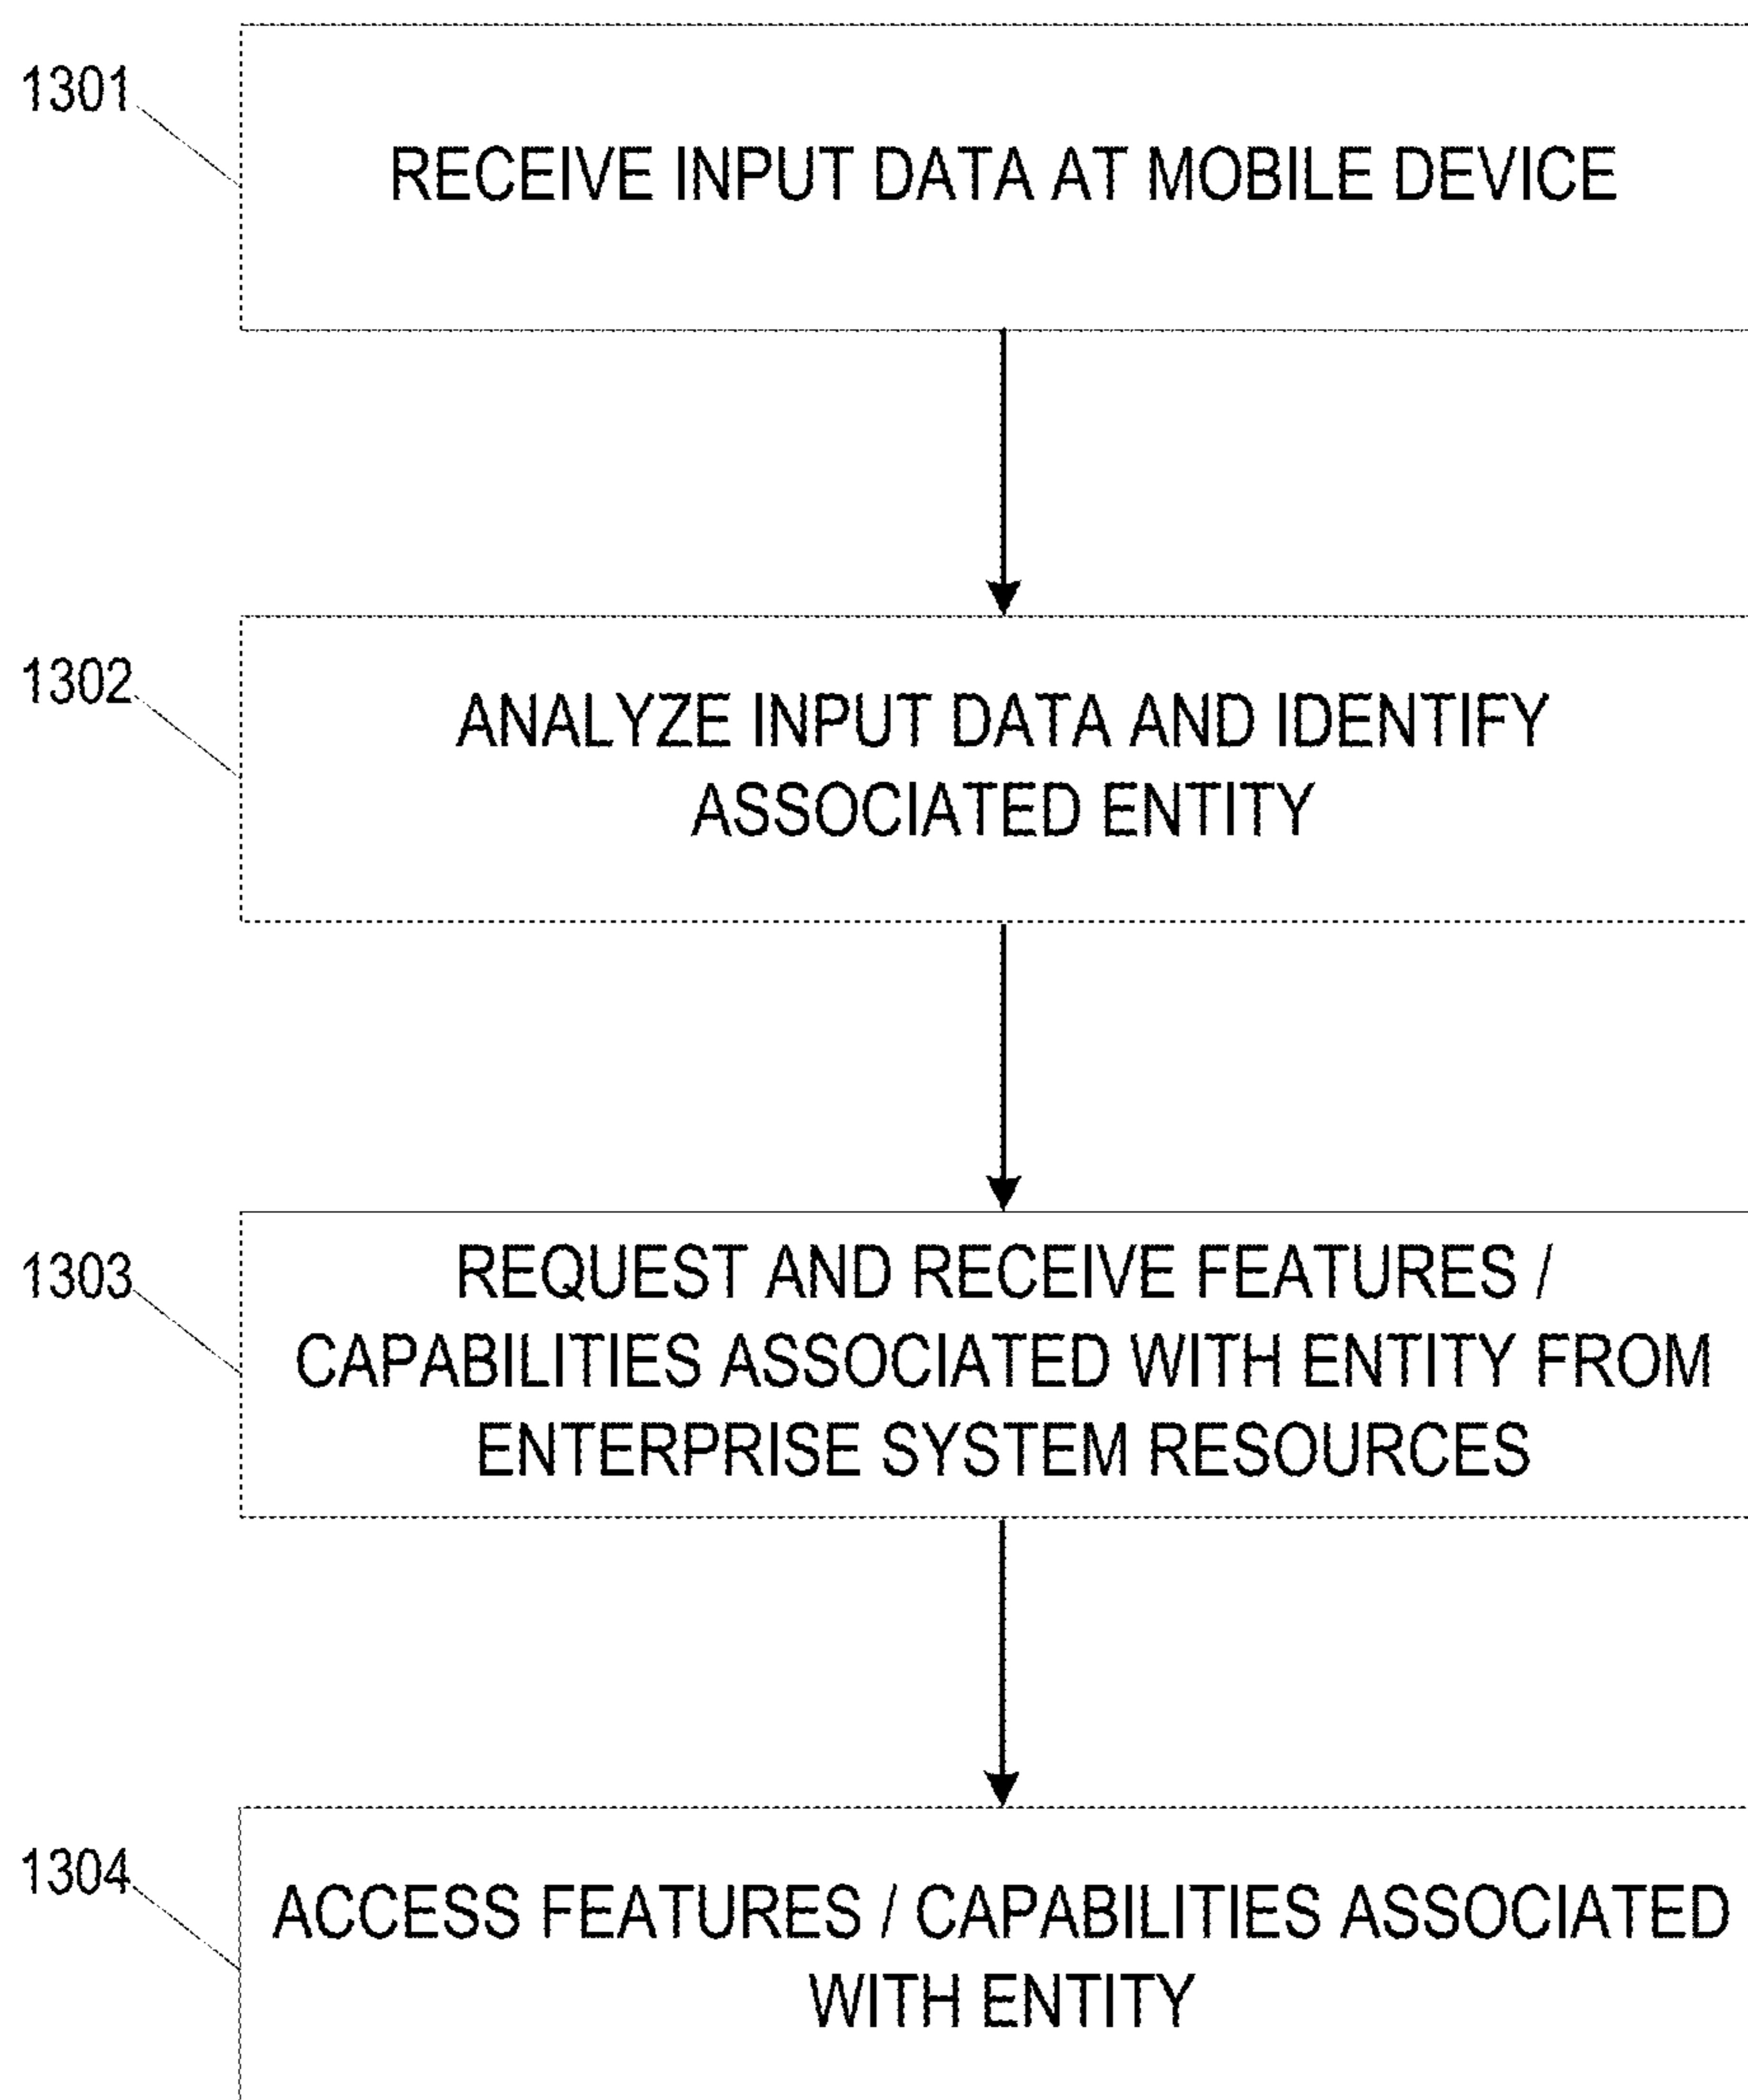 1301
RECEIVE INPUT DATA AT MOBILE DEVICE
1302
ANALYZE INPUT DATA AND IDENTIFY
ASSOCIATED ENTITY
1303
REQUEST AND RECEIVE FEATURES /
CAPABILITIES ASSOCIATED WITH ENTITY FROM
ENTERPRISE SYSTEM RESOURCES
1304
ACCESS FEATURES / CAPABILITIES ASSOCIATED
WITH ENTITY